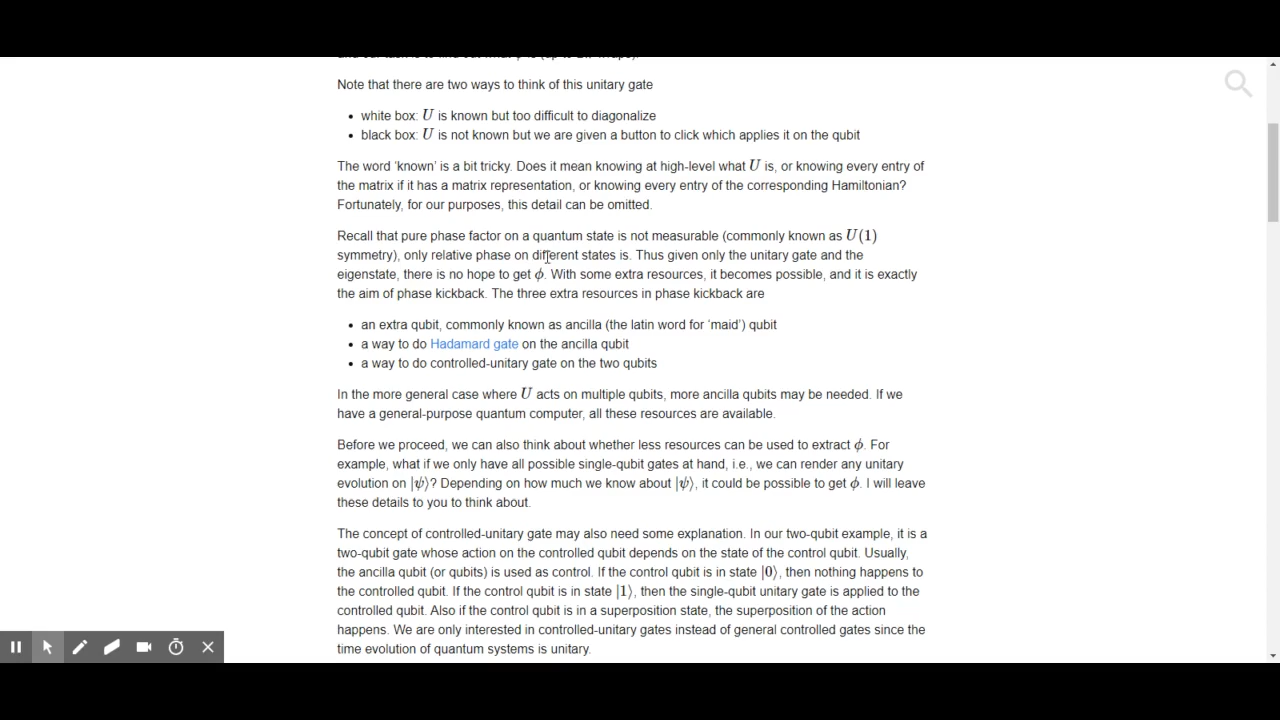 Note that there are two ways to think of this unitary gate
• white box: U is known but too difficult to diagonalize
• black box: U is not known but we are given a button to click which applies it on the qubit
The word ‘known’ is a bit tricky. Does it mean knowing at high-level what U is, or knowing every entry of
the matrix if it has a matrix representation, or knowing every entry of the corresponding Hamiltonian?
Fortunately, for our purposes, this detail can be omitted.
Recall that pure phase factor on a quantum state is not measurable (commonly known as U(1)
symmetry), only relative phase on different states is. Thus given only the unitary gate and the
eigenstate, there is no hope to get ϕ. With some extra resources, it becomes possible, and it is exactly
the aim of phase kickback. The three extra resources in phase kickback are
• an extra qubit, commonly known as ancilla (the latin word for ‘maid’) qubit
• a way to do Hadamard gate on the ancilla qubit
• a way to do controlled-unitary gate on the two qubits
In the more general case where U acts on multiple qubits, more ancilla qubits may be needed. If we
have a general-purpose quantum computer, all these resources are available.
Before we proceed, we can also think about whether less resources can be used to extract ϕ. For
example, what if we only have all possible single-qubit gates at hand, i.e., we can render any unitary
evolution on |ψ⟩? Depending on how much we know about |ψ⟩, it could be possible to get ϕ. I will leave
these details to you to think about.
The concept of controlled-unitary gate may also need some explanation. In our two-qubit example, it is a
two-qubit gate whose action on the controlled qubit depends on the state of the control qubit. Usually,
the ancilla qubit (or qubits) is used as control. If the control qubit is in state |0⟩, then nothing happens to
the controlled qubit. If the control qubit is in state |1⟩, then the single-qubit unitary gate is applied to the
controlled qubit. Also if the control qubit is in a superposition state, the superposition of the action
happens. We are only interested in controlled-unitary gates instead of general controlled gates since the
time evolution of quantum systems is unitary.